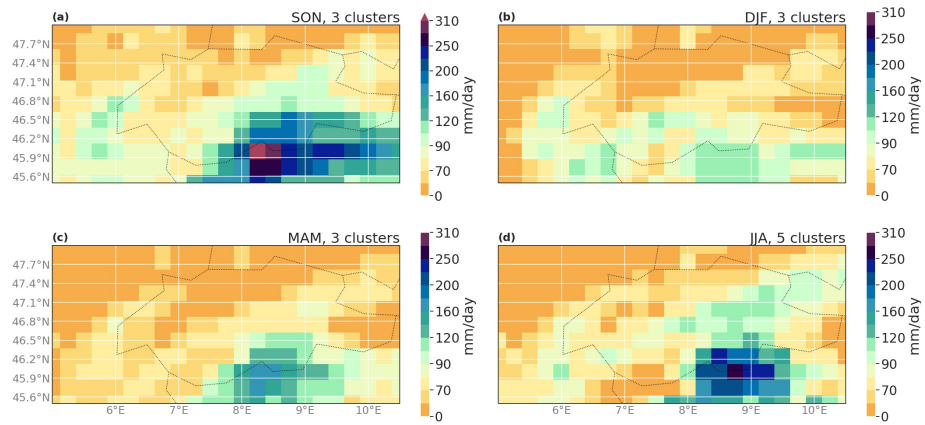 (a) SON, 3 clusters
47.7°N
47.4°N
47.1°N
46.8°N
46.5°N
46.2°N
45.9°N
45.6°N
310
250
200
160
120
90
70
0
mm/day
(b) DJF, 3 clusters
310
250
200
160
120
90
70
0
mm/day
(c) MAM, 3 clusters
47.7°N
47.4°N
47.1°N
46.8°N
46.5°N
46.2°N
45.9°N
45.6°N
6°E 7°E 8°E 9°E 10°E
310
250
200
160
120
90
70
0
mm/day
(d) JJA, 5 clusters
6°E 7°E 8°E 9°E 10°E
310
250
200
160
120
90
70
0
mm/day